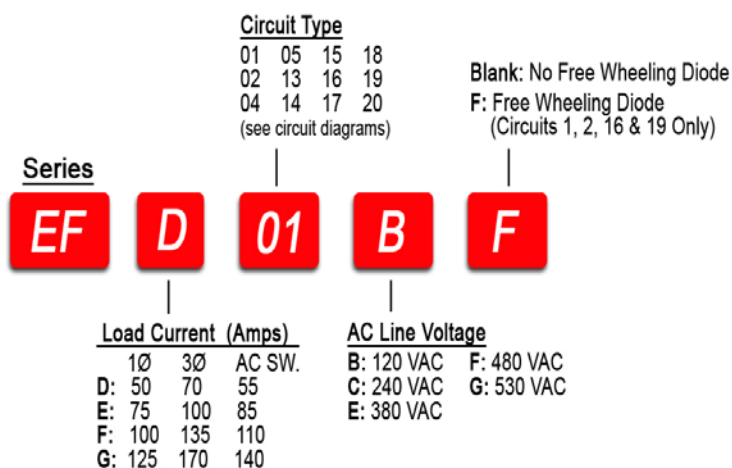 Circuit Type
01 05 15 18
02 13 16 19
04 14 17 20
(see circuit diagrams)
Blank: No Free Wheeling Diode
F: Free Wheeling Diode
(Circuits 1, 2, 16 & 19 Only)
Series
EF D 01 B F
Load Current (Amps)
1Ø 3Ø AC SW.
D: 50 70 55
E: 75 100 85
F: 100 135 110
G: 125 170 140
AC Line Voltage
B: 120 VAC F: 480 VAC
C: 240 VAC G: 530 VAC
E: 380 VAC